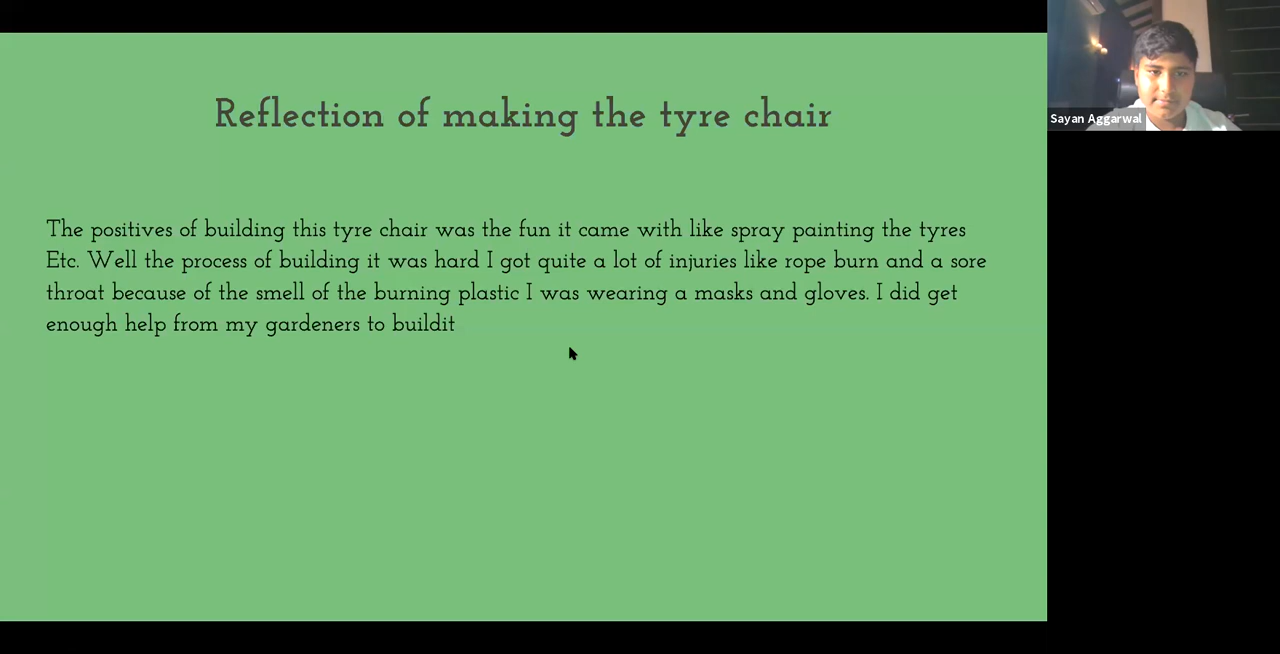 Reflection of making the tyre chair
Sayan Aggarwal
The positives of building this tyre chair was the fun it came with like spray painting the tyres
Etc. Well the process of building it was hard I got quite a lot of injuries like rope burn and a sore
throat because of the smell of the burning plastic I was wearing a masks and gloves. I did get
enough help from my gardeners to buildit